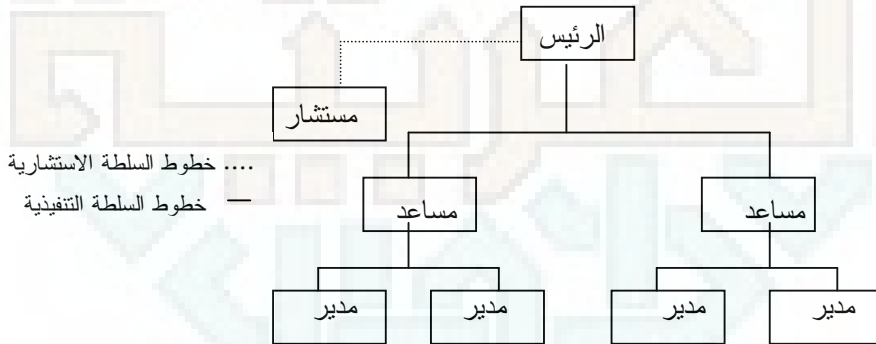 الرئيس
مستشار
.... خطوط السلطة الاستشارية
— خطوط السلطة التنفيذية
مساعد
مساعد
مدير
مدير
مدير
مدير